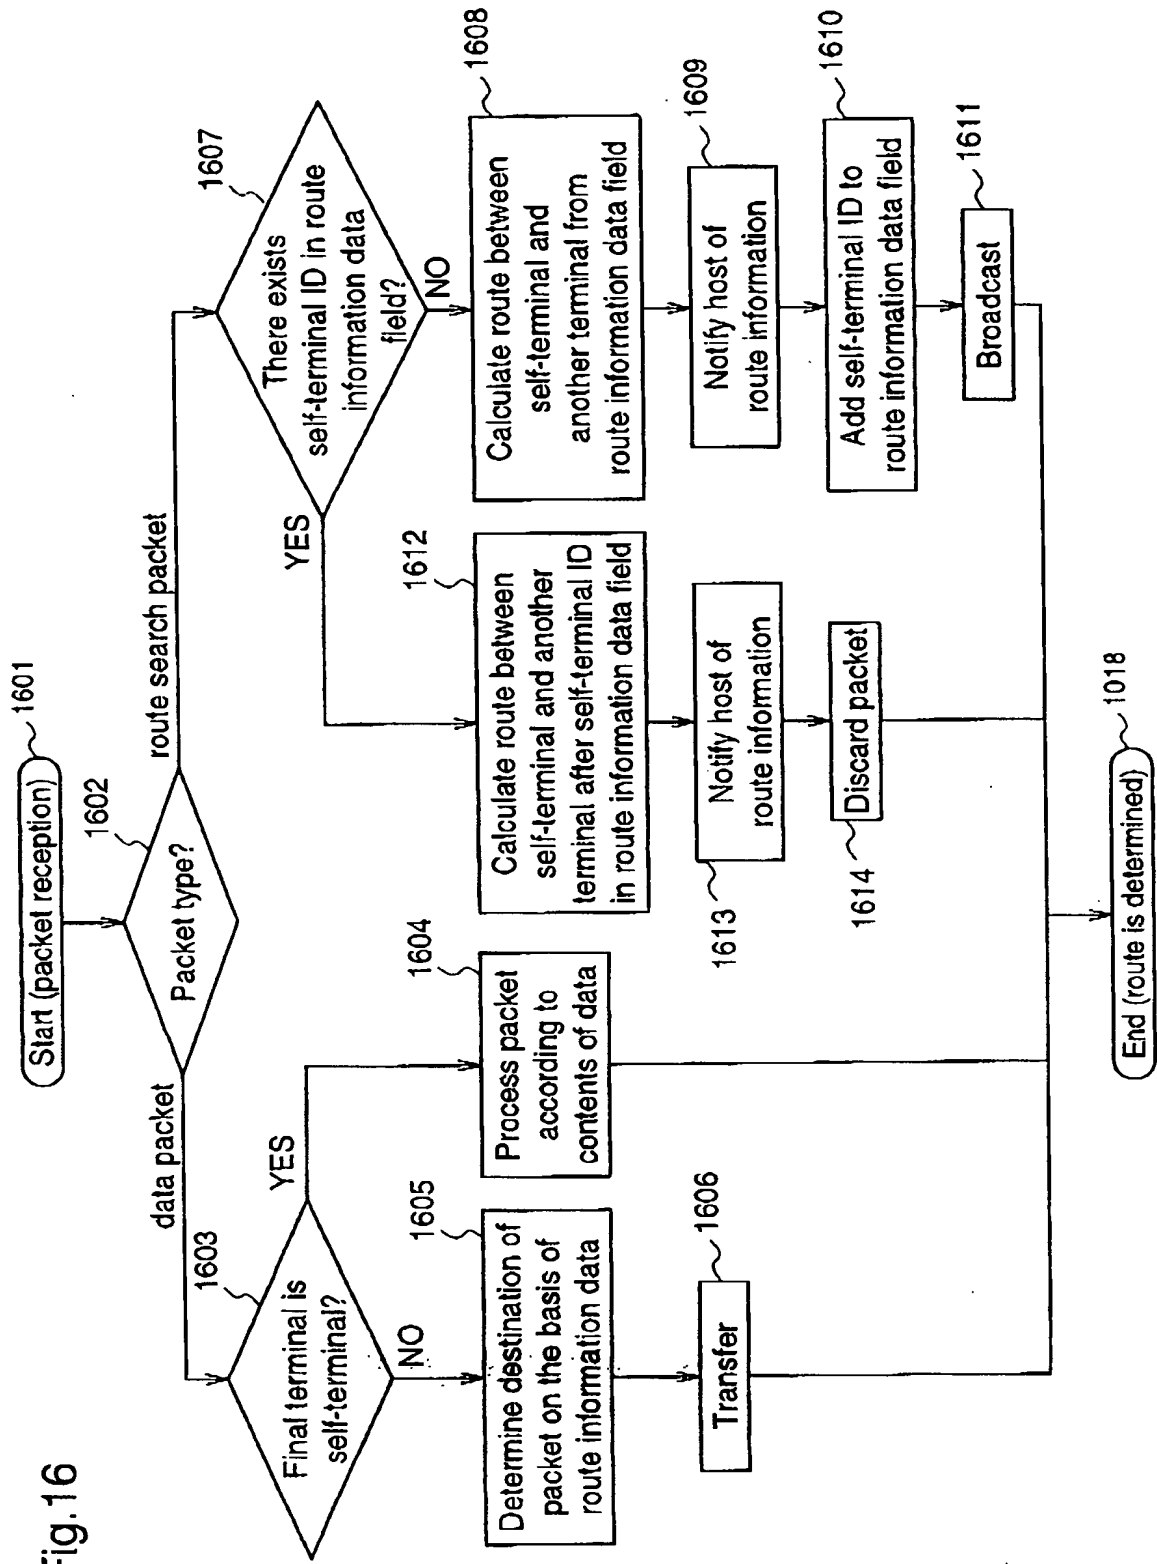 Fig.16
Start (packet reception)
1601
Packet type?
1602
data packet
route search packet
Final terminal is
self-terminal?
1603
YES
NO
Process packet
according to
contents of data
1604
Determine destination of
packet on the basis of
route information data
1605
Transfer
1606
There exists
self-terminal ID in route
information data
field?
1607
YES
NO
Calculate route between
self-terminal and
another terminal from
route information data field
1608
Notify host of
route information
1609
Add self-terminal ID to
route information data field
1610
Broadcast
1611
Calculate route between
self-terminal and another
terminal after self-terminal ID
in route information data field
1612
Notify host of
route information
1613
Discard packet
1614
End (route is determined)
1018